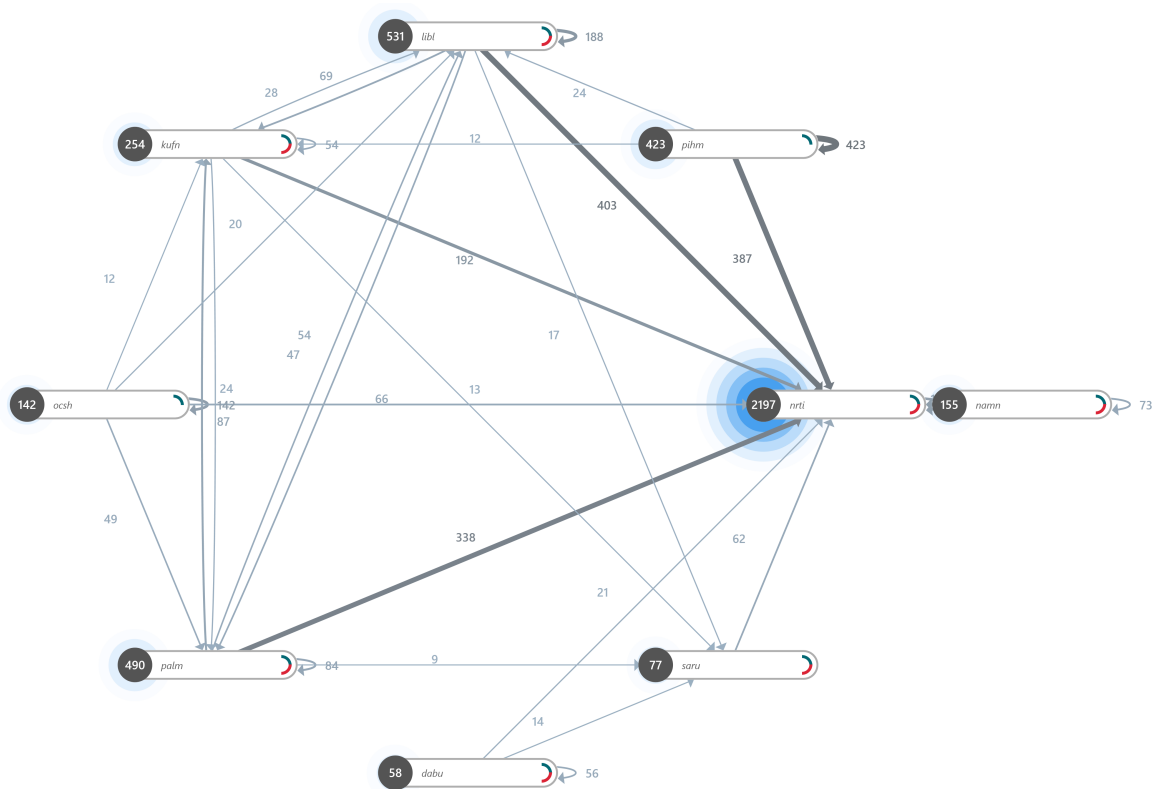 531 libl 188
69
28
24
254 kufn 54
12
423 pihm 423
20
403
192
387
12
54
47
17
24
13
142 ocsh 142
87
66
2197 nrti
155 namn 73
49
338
62
21
490 palm 84
9
77 saru
14
58 dabu 56